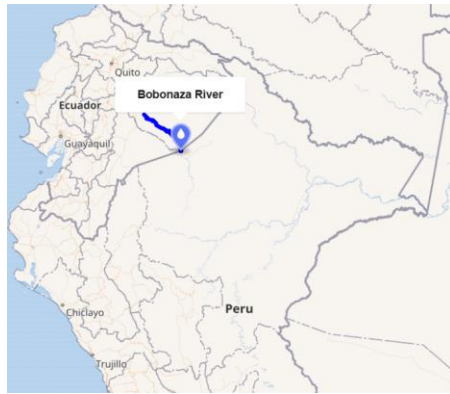 Quito
Bobonaza River
Ecuador
Guayaquil
Peru
Chiclayo
Trujillo